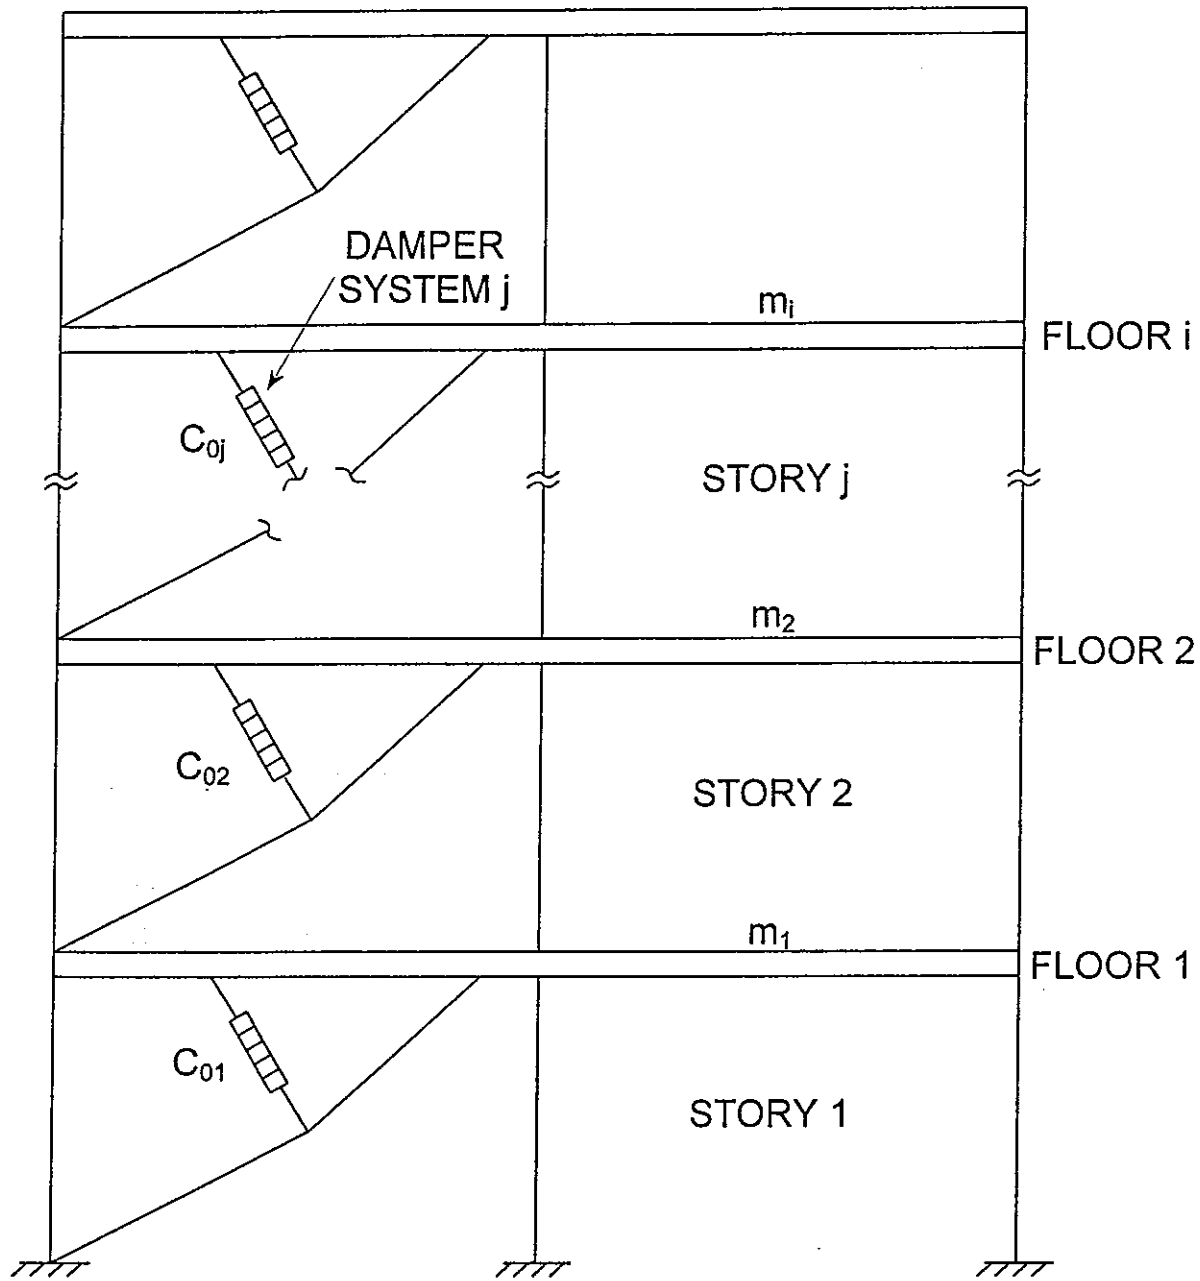 DAMPER
SYSTEM j
mᵢ
FLOOR i
C₀ⱼ
STORY j
m₂
FLOOR 2
C₀₂
STORY 2
m₁
FLOOR 1
C₀₁
STORY 1